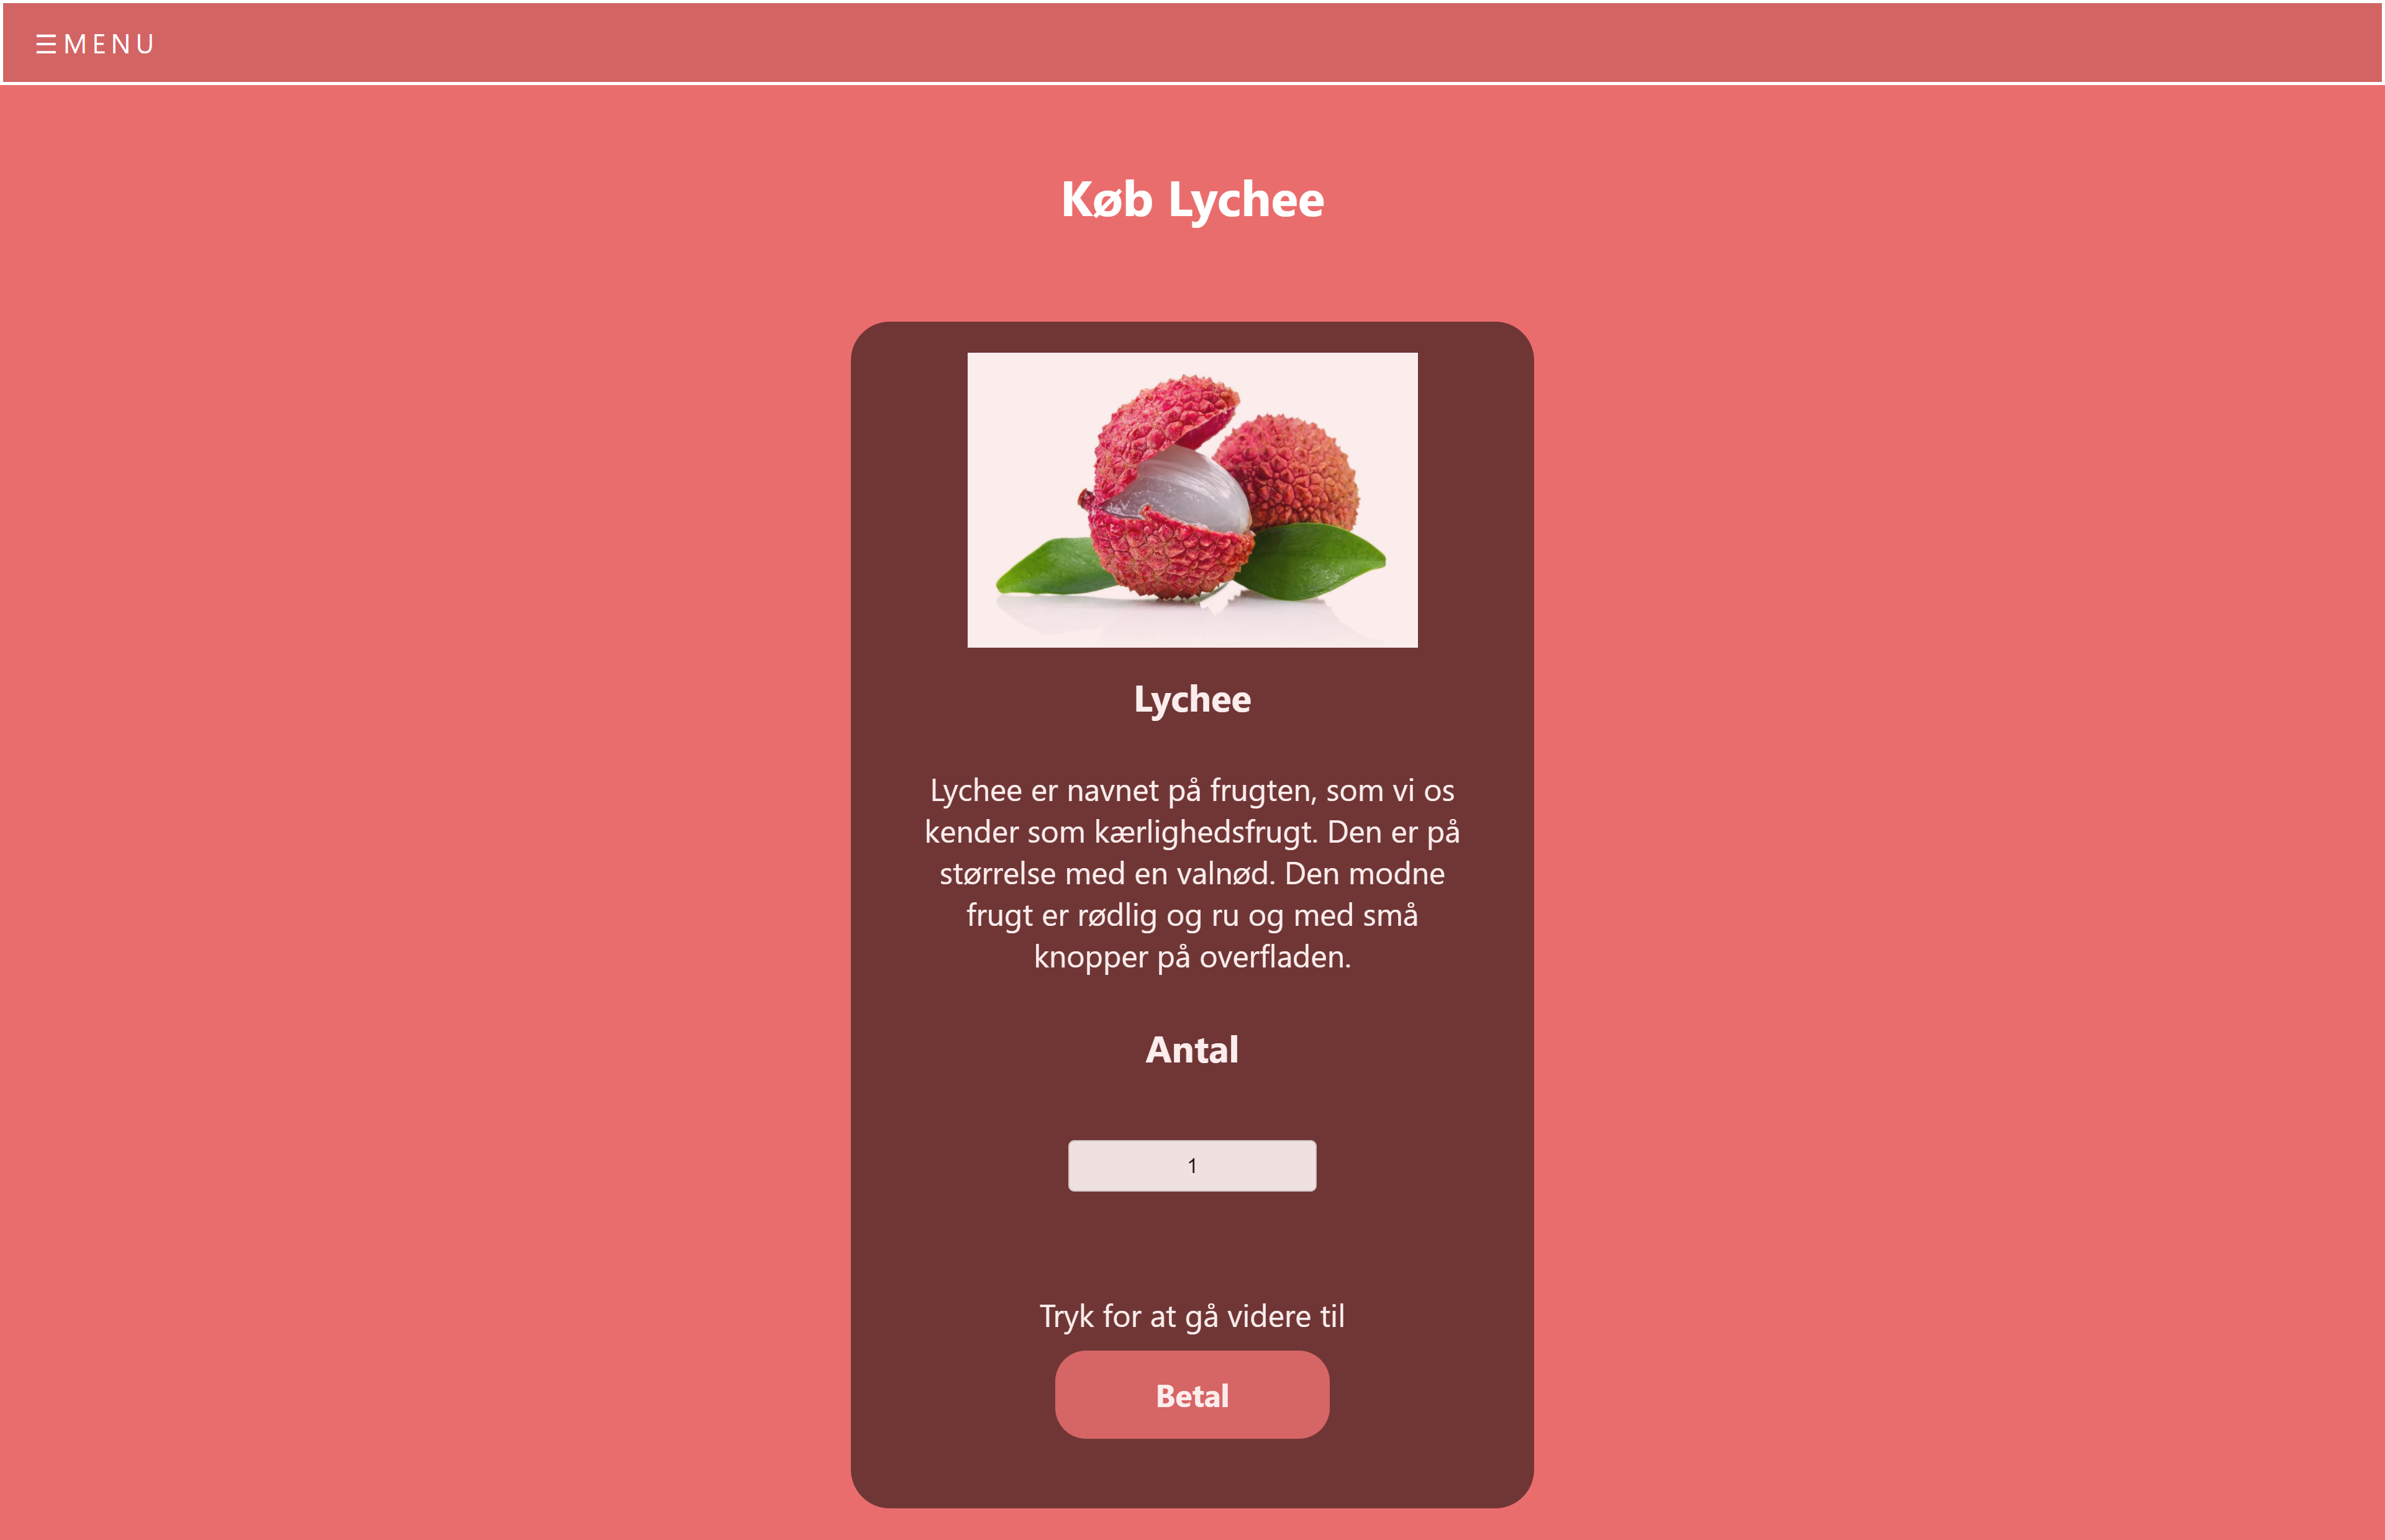 ☰MENU
Køb Lychee
Lychee
Lychee er navnet på frugten, som vi os
kender som kærlighedsfrugt. Den er på
størrelse med en valnød. Den modne
frugt er rødlig og ru og med små
knopper på overfladen.
Antal
1
Tryk for at gå videre til
Betal